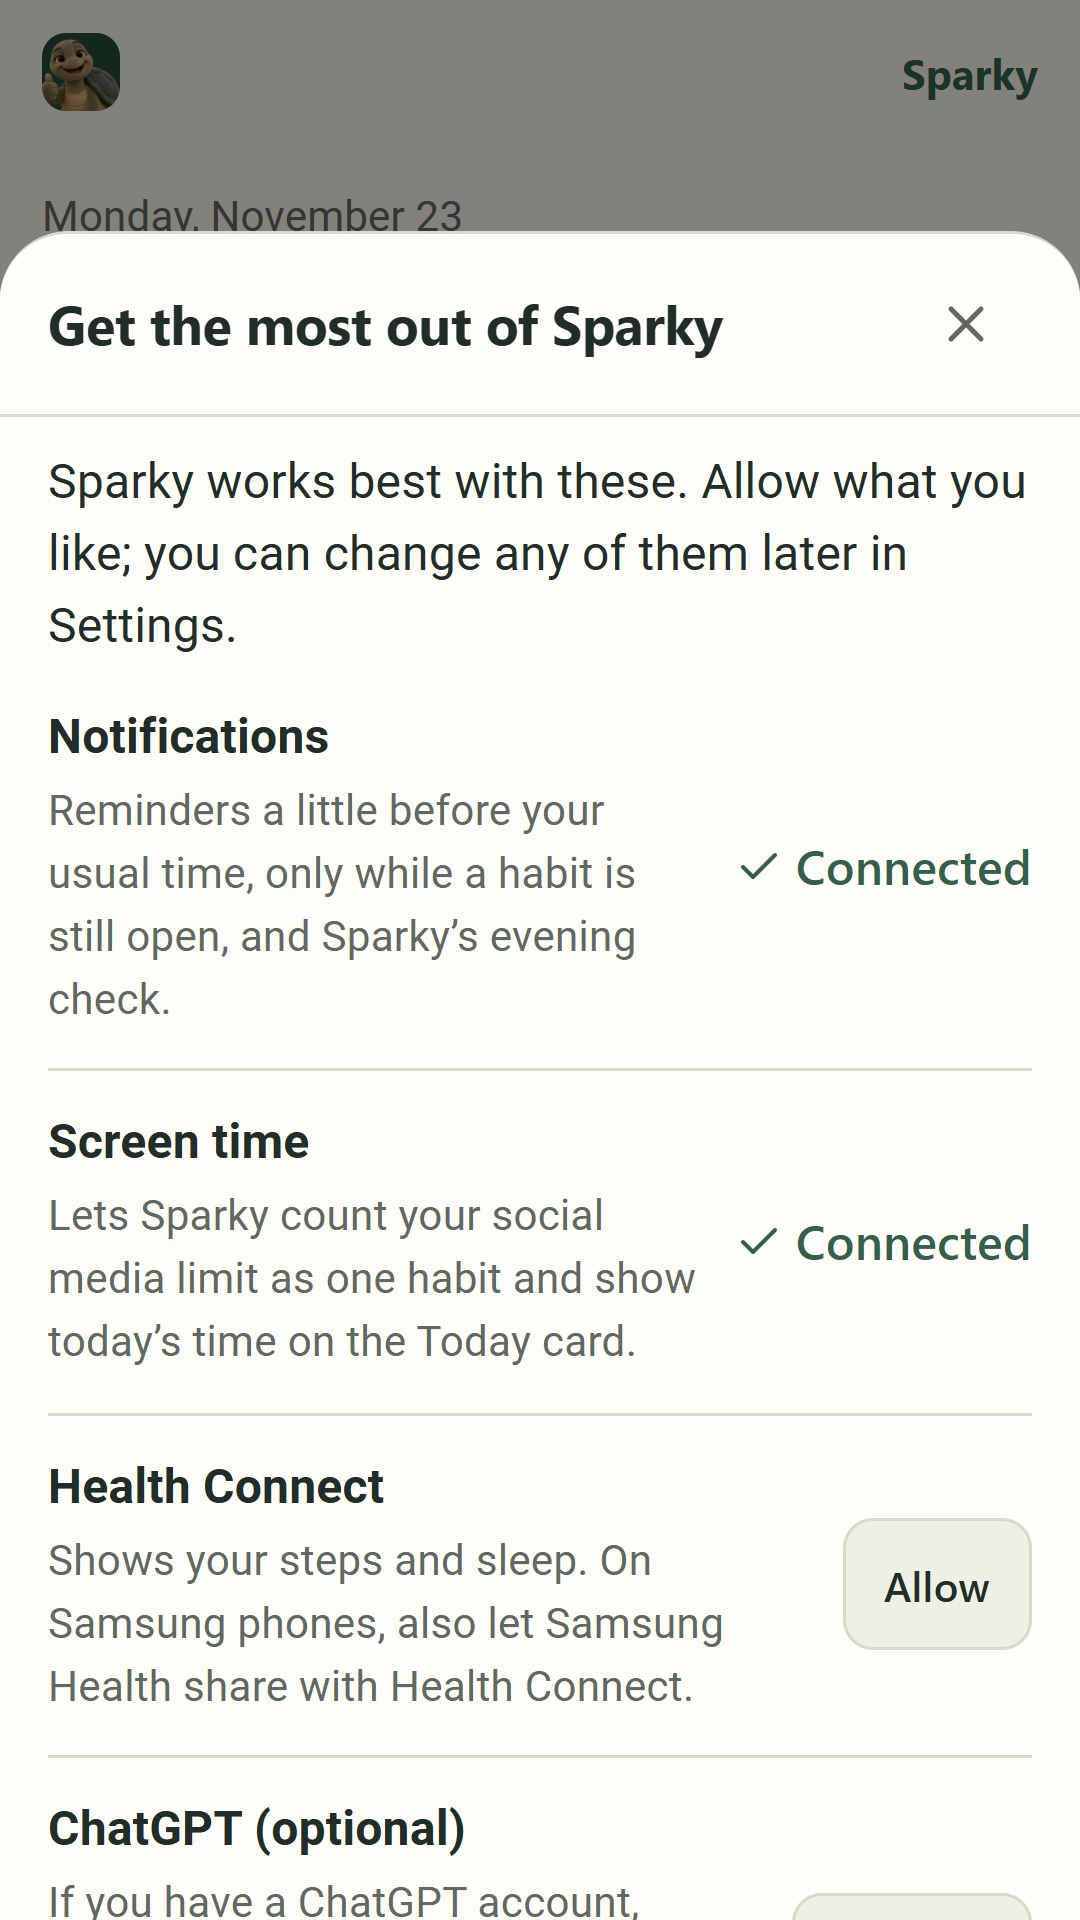 Sparky
Monday, November 23
Get the most out of Sparky
Sparky works best with these. Allow what you
like; you can change any of them later in
Settings.
Notifications
Reminders a little before your
usual time, only while a habit is
still open, and Sparky’s evening
check.
Connected
Screen time
Lets Sparky count your social
media limit as one habit and show
today’s time on the Today card.
Connected
Health Connect
Shows your steps and sleep. On
Samsung phones, also let Samsung
Health share with Health Connect.
Allow
ChatGPT (optional)
If you have a ChatGPT account,